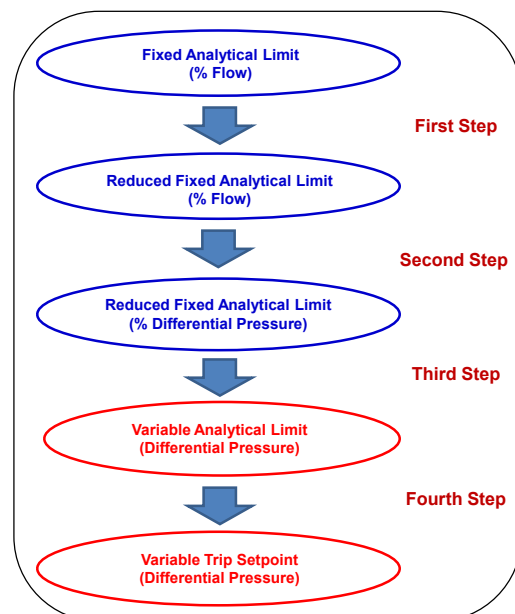 Fixed Analytical Limit
(% Flow)
First Step
Reduced Fixed Analytical Limit
(% Flow)
Second Step
Reduced Fixed Analytical Limit
(% Differential Pressure)
Third Step
Variable Analytical Limit
(Differential Pressure)
Fourth Step
Variable Trip Setpoint
(Differential Pressure)